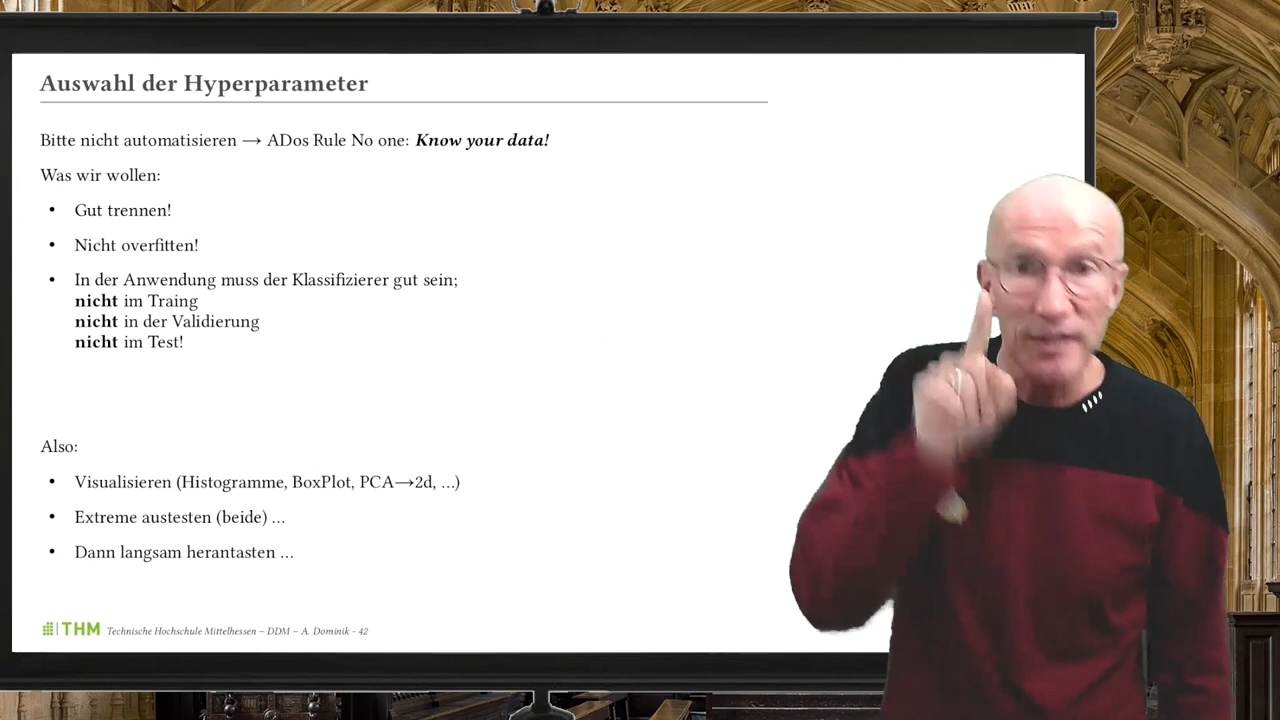 Auswahl der Hyperparameter
Bitte nicht automatisieren → ADos Rule No one: Know your data!
Was wir wollen:
• Gut trennen!
• Nicht overfitten!
• In der Anwendung muss der Klassifizierer gut sein;
nicht im Traing
nicht in der Validierung
nicht im Test!
Also:
• Visualisieren (Histogramme, BoxPlot, PCA→2d, ...)
• Extreme austesten (beide) ...
• Dann langsam herantasten ...
THM Technische Hochschule Mittelhessen – DDM – A. Dominik - 42